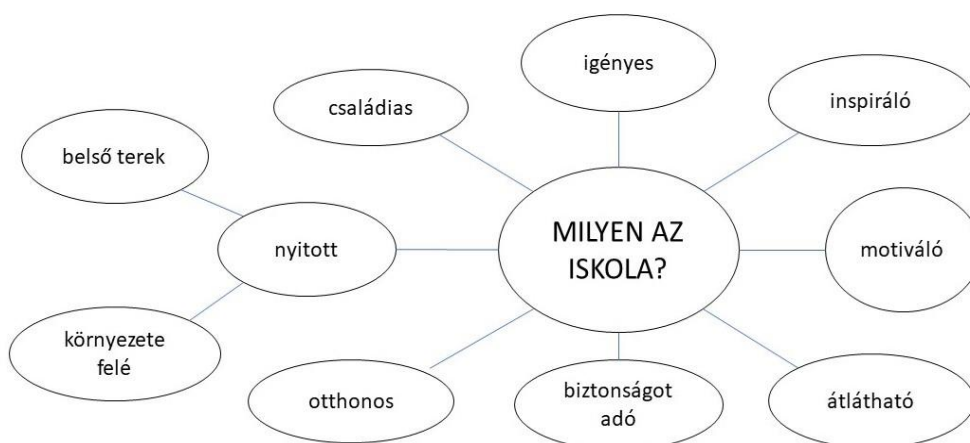 igényes
családias
inspiráló
belső terek
MILYEN AZ
ISKOLA?
nyitott
motiváló
környezete
felé
otthonos
biztonságot
adó
átlátható